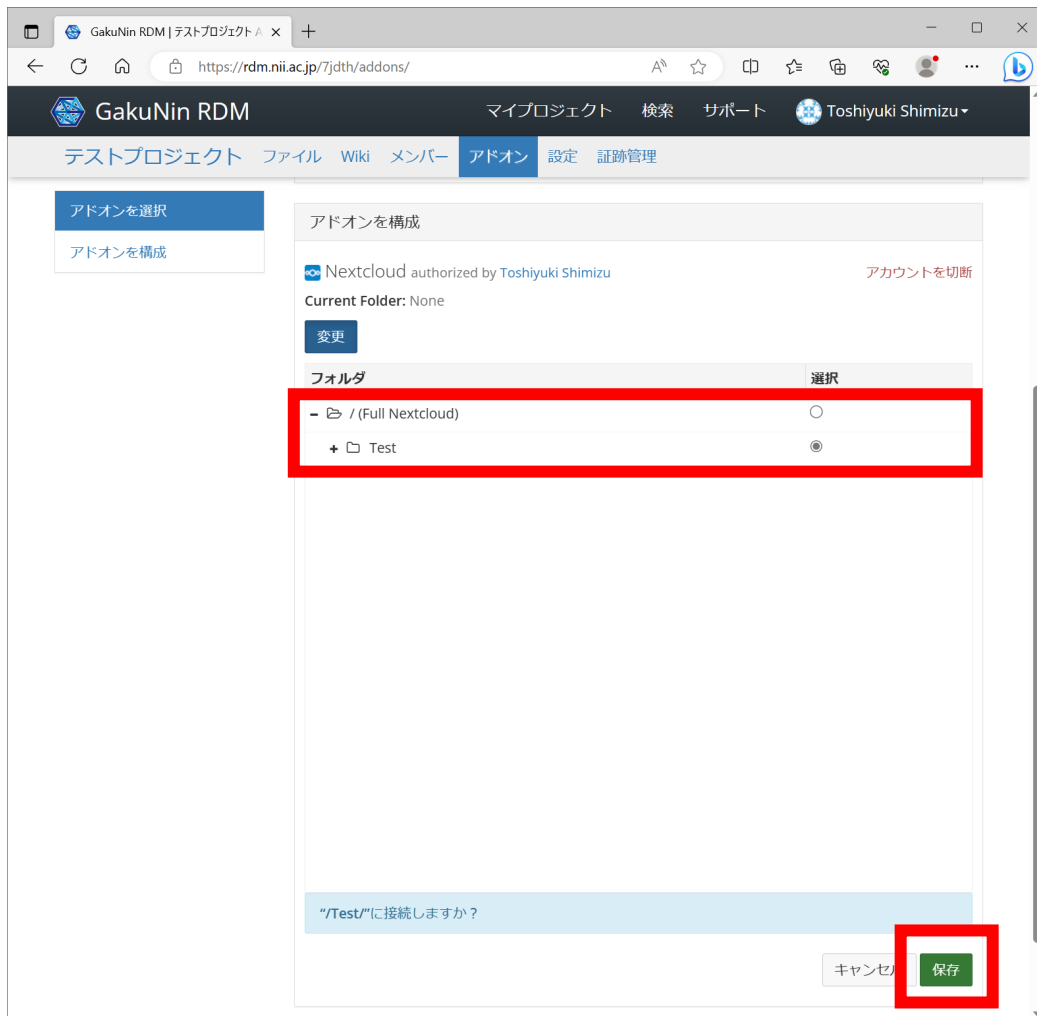 GakuNin RDM | テストプロジェクト A
https://rdm.nii.ac.jp/7jdth/addons/
GakuNin RDM マイプロジェクト 検索 サポート Toshiyuki Shimizu
テストプロジェクト ファイル Wiki メンバー アドオン 設定 証跡管理
アドオンを選択
アドオンを構成
アドオンを構成
Nextcloud authorized by Toshiyuki Shimizu アカウントを切断
Current Folder: None
変更
フォルダ 選択
/ (Full Nextcloud)
Test
“/Test/”に接続しますか？
キャンセル 保存